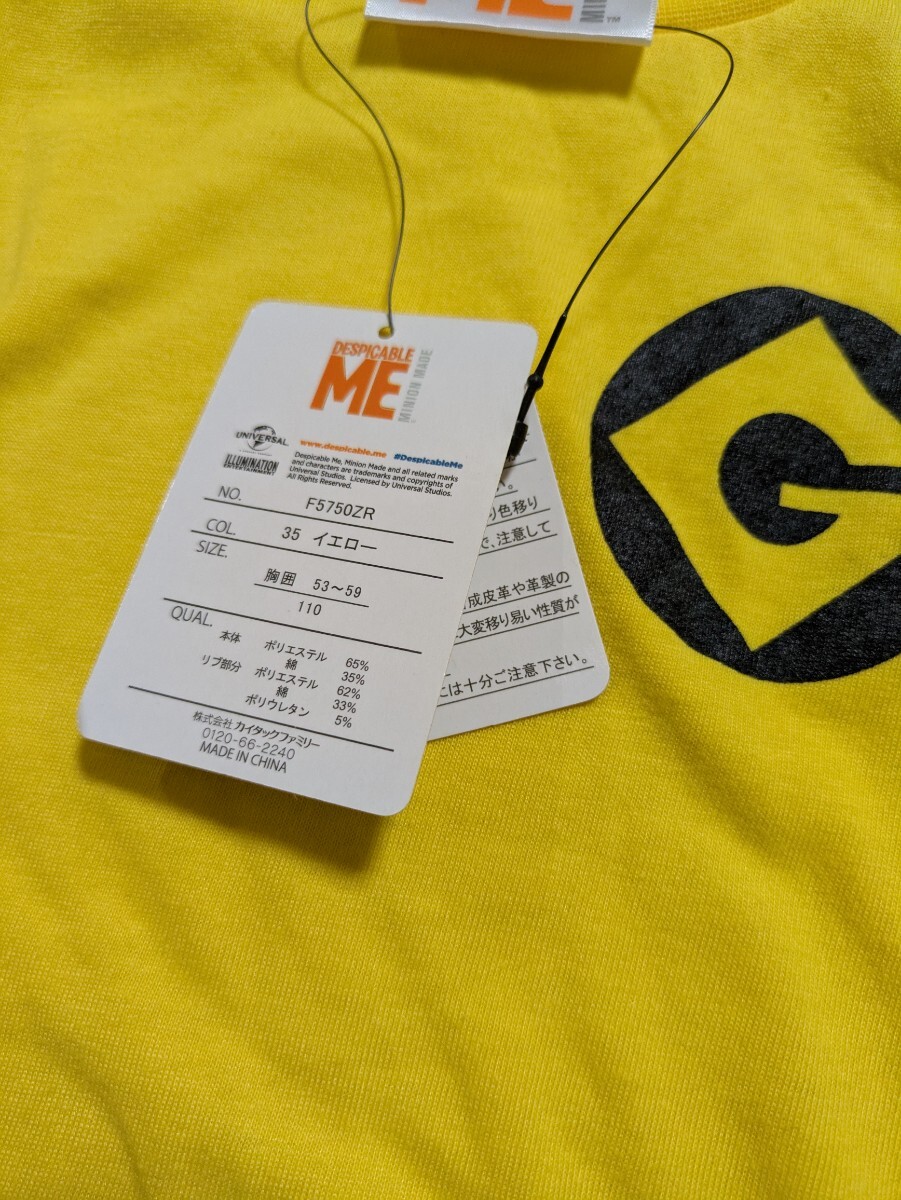 ME
MIN
TM
DESPICABLE
ME
MINION MADE
UNIVERSAL
ILLUMINATION
ENTERTAINMENT
www.despicable.me #DespicableMe
Despicable Me, Minion Made and all related marks
and characters are trademarks and copyrights of
Universal Studios. Licensed by Universal Studios.
All Rights Reserved.
NO. F5750ZR
COL. 35 イエロー
SIZE.
胸囲 53～59
110
QUAL.
本体 ポリエステル 65%
綿 35%
リブ部分 ポリエステル 62%
綿 33%
ポリウレタン 5%
株式会社 カイタックファミリー
0120-66-2240
MADE IN CHINA
。
り色移り
で、注意して
成皮革や革製の
大変移り易い性質が
には十分ご注意下さい。
G